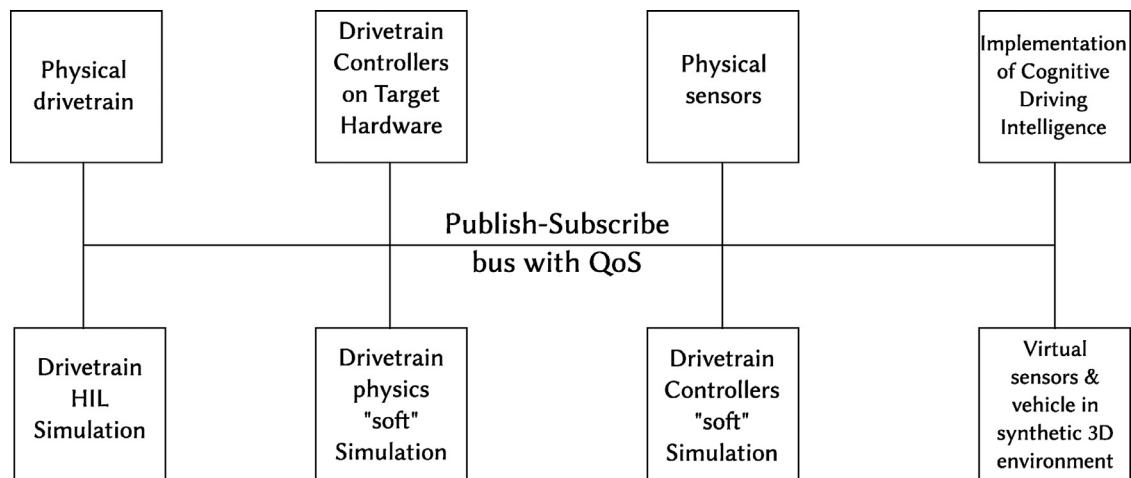 Physical
drivetrain
Drivetrain
Controllers
on Target
Hardware
Physical
sensors
Implementation
of Cognitive
Driving
Intelligence
Publish-Subscribe
bus with QoS
Drivetrain
HIL
Simulation
Drivetrain
physics
"soft"
Simulation
Drivetrain
Controllers
"soft"
Simulation
Virtual
sensors &
vehicle in
synthetic 3D
environment